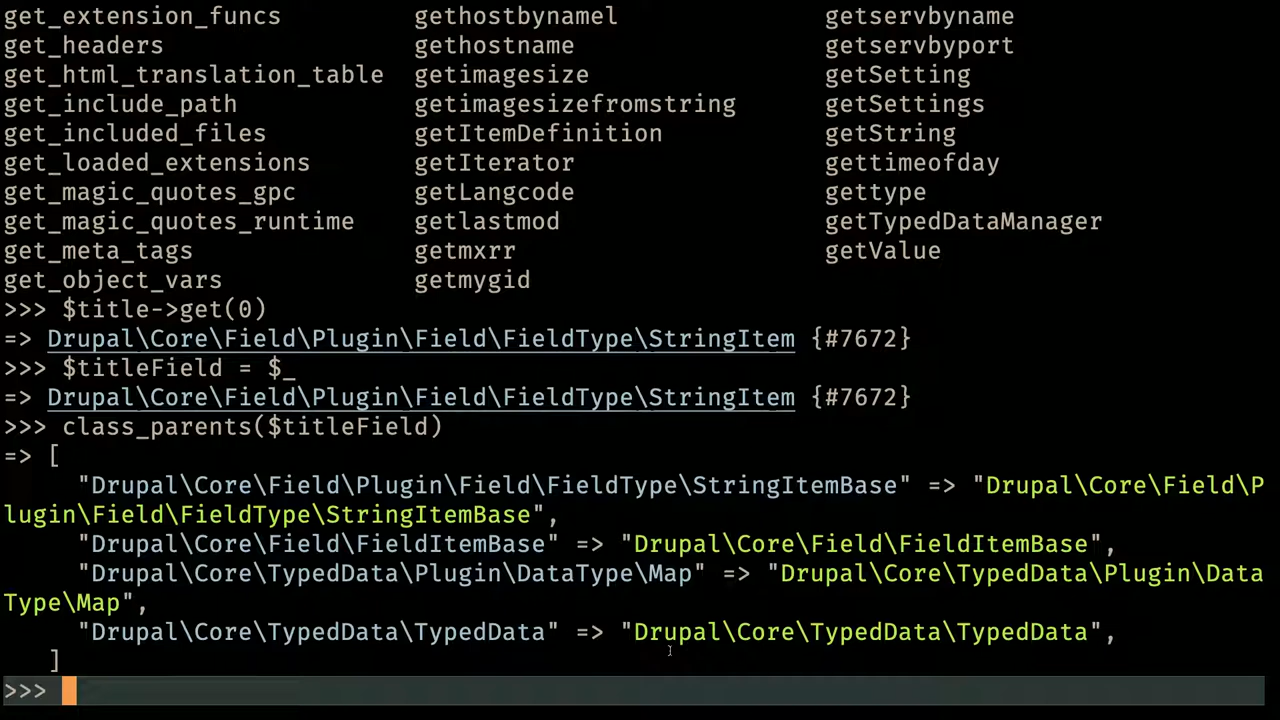 get_extension_funcs gethostbynamel getservbyname
get_headers gethostname getservbyport
get_html_translation_table getimagesize getSetting
get_include_path getimagesizefromstring getSettings
get_included_files getItemDefinition getString
get_loaded_extensions getIterator gettimeofday
get_magic_quotes_gpc getLangcode gettype
get_magic_quotes_runtime getlastmod getTypedDataManager
get_meta_tags getmxrr getValue
get_object_vars getmygid
>>> $title->get(0)
=> Drupal\Core\Field\Plugin\Field\FieldType\StringItem {#7672}
>>> $titleField = $_
=> Drupal\Core\Field\Plugin\Field\FieldType\StringItem {#7672}
>>> class_parents($titleField)
=> [
"Drupal\Core\Field\Plugin\Field\FieldType\StringItemBase" => "Drupal\Core\Field\P
lugin\Field\FieldType\StringItemBase",
"Drupal\Core\Field\FieldItemBase" => "Drupal\Core\Field\FieldItemBase",
"Drupal\Core\TypedData\Plugin\DataType\Map" => "Drupal\Core\TypedData\Plugin\Data
Type\Map",
"Drupal\Core\TypedData\TypedData" => "Drupal\Core\TypedData\TypedData",
]
>>>